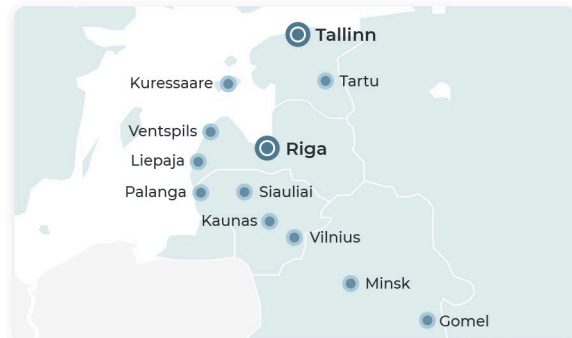 Tallinn
Kuressaare
Tartu
Ventspils
Riga
Liepaja
Palanga
Siauliai
Kaunas
Vilnius
Minsk
Gomel